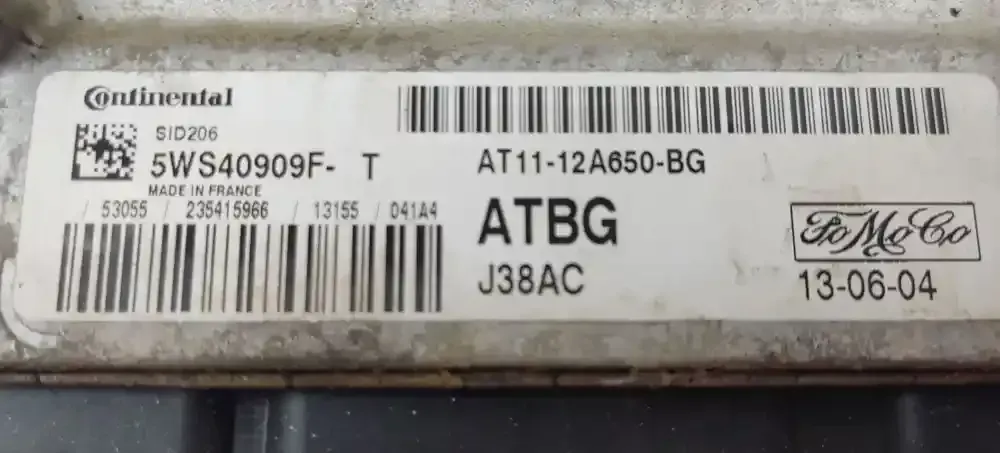 Continental
SID206
5WS40909F- T
MADE IN FRANCE
/ 53055 / 235415966 / 13155 / 041A4
AT11-12A650-BG
ATBG
J38AC
FoMoCo
13-06-04